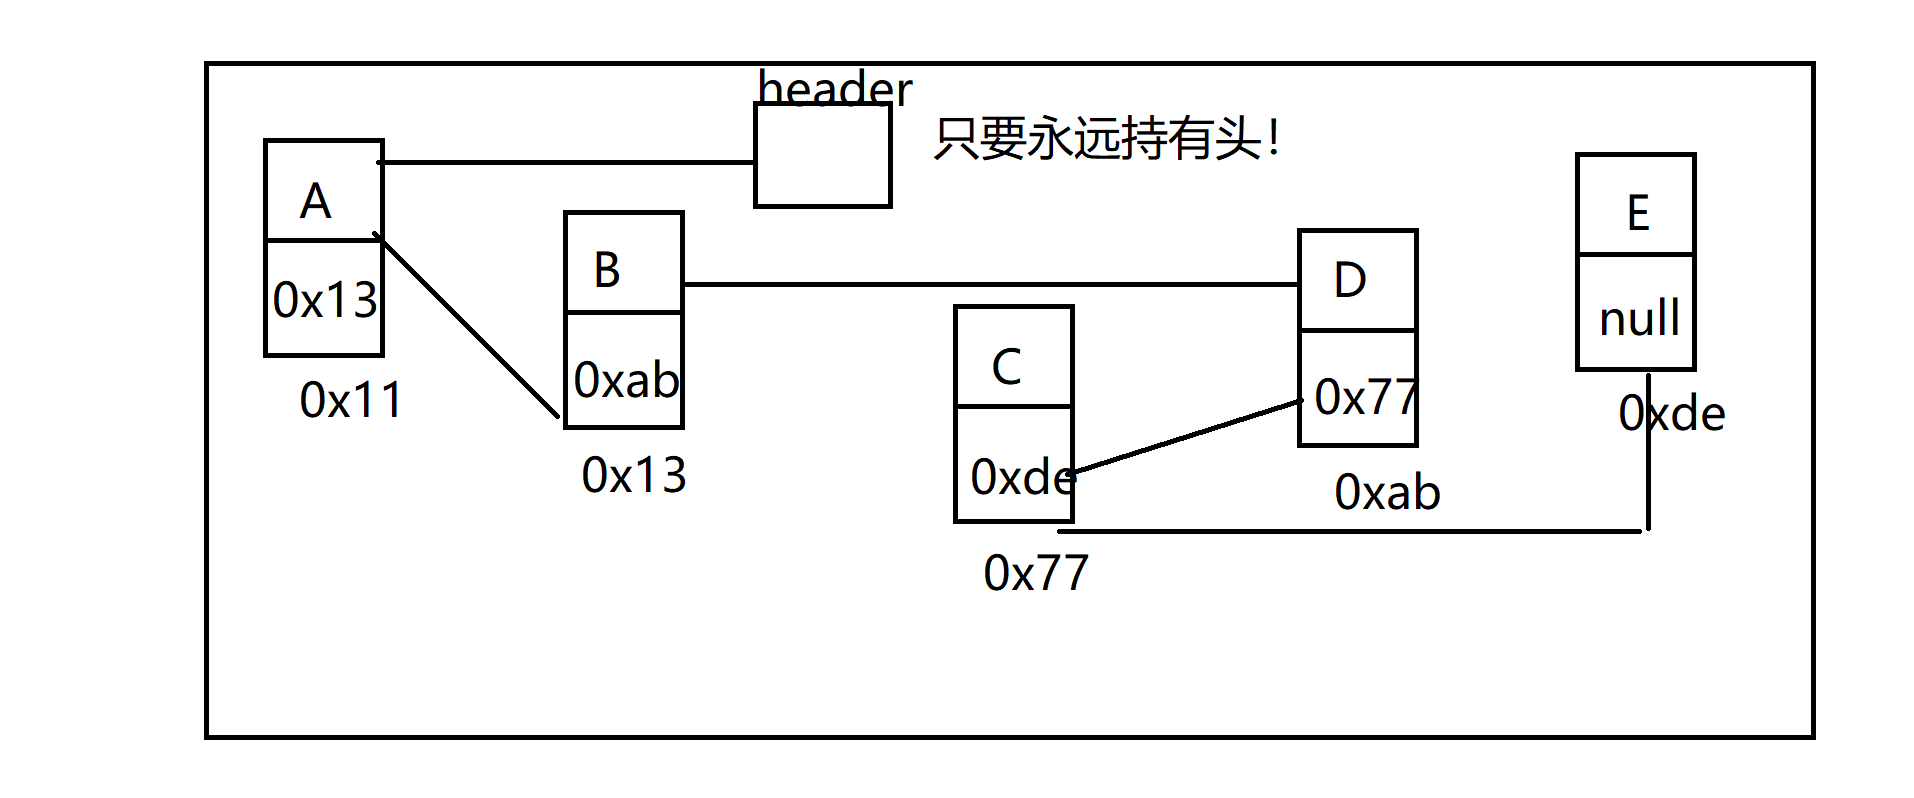 header
只要永远持有头！
A
0x13
0x11
B
0xab
0x13
C
0xde
0x77
D
0x77
0xab
E
null
0xde